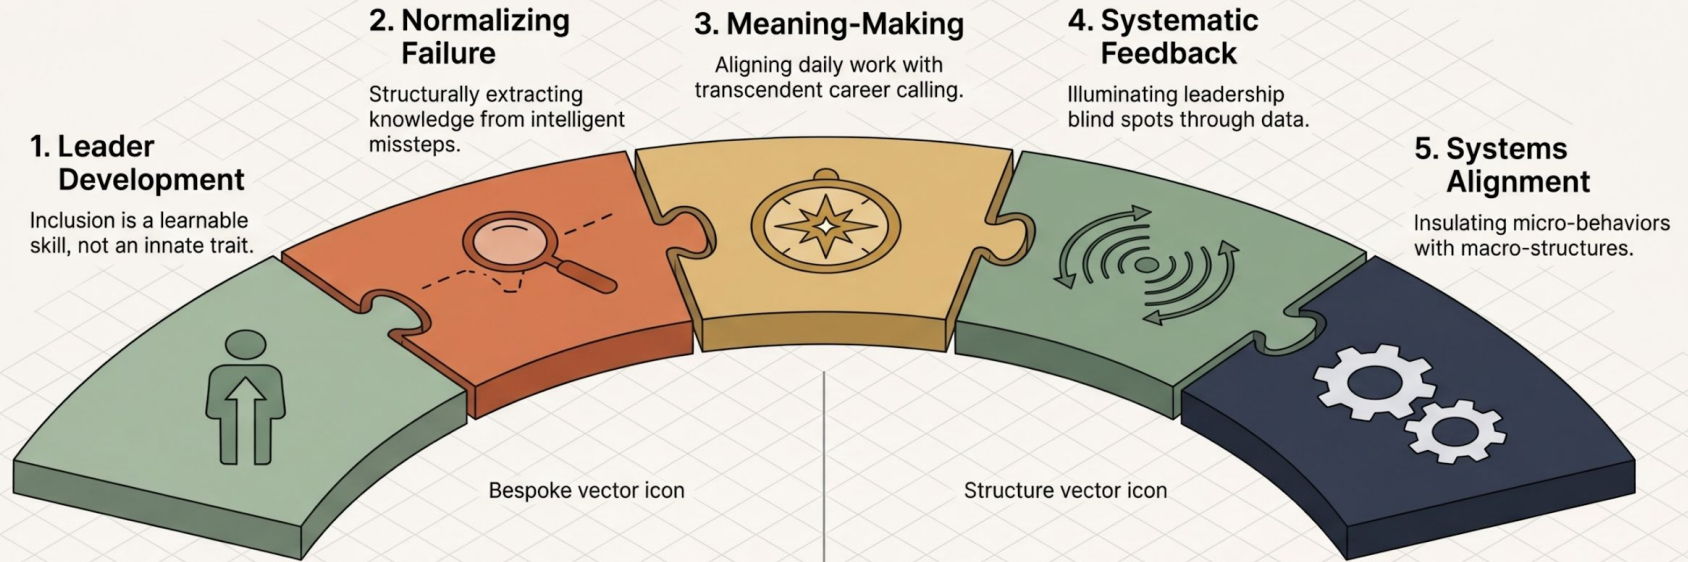 1. Leader
Development
Inclusion is a learnable
skill, not an innate trait.
2. Normalizing
Failure
Structurally extracting
knowledge from intelligent
missteps.
3. Meaning-Making
Aligning daily work with
transcendent career calling.
4. Systematic
Feedback
Illuminating leadership
blind spots through data.
5. Systems
Alignment
Insulating micro-behaviors
with macro-structures.
Bespoke vector icon
Structure vector icon